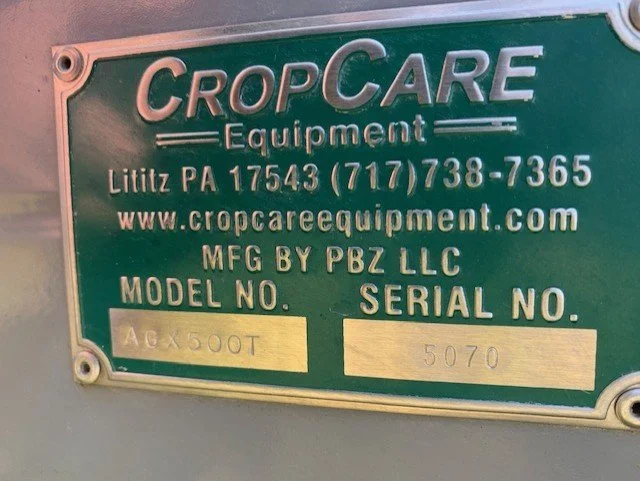 CROPCARE
Equipment
Lititz PA 17543 (717)738-7365
www.cropcareequipment.com
MFG BY PBZ LLC
MODEL NO. SERIAL NO.
AGX500T 5070